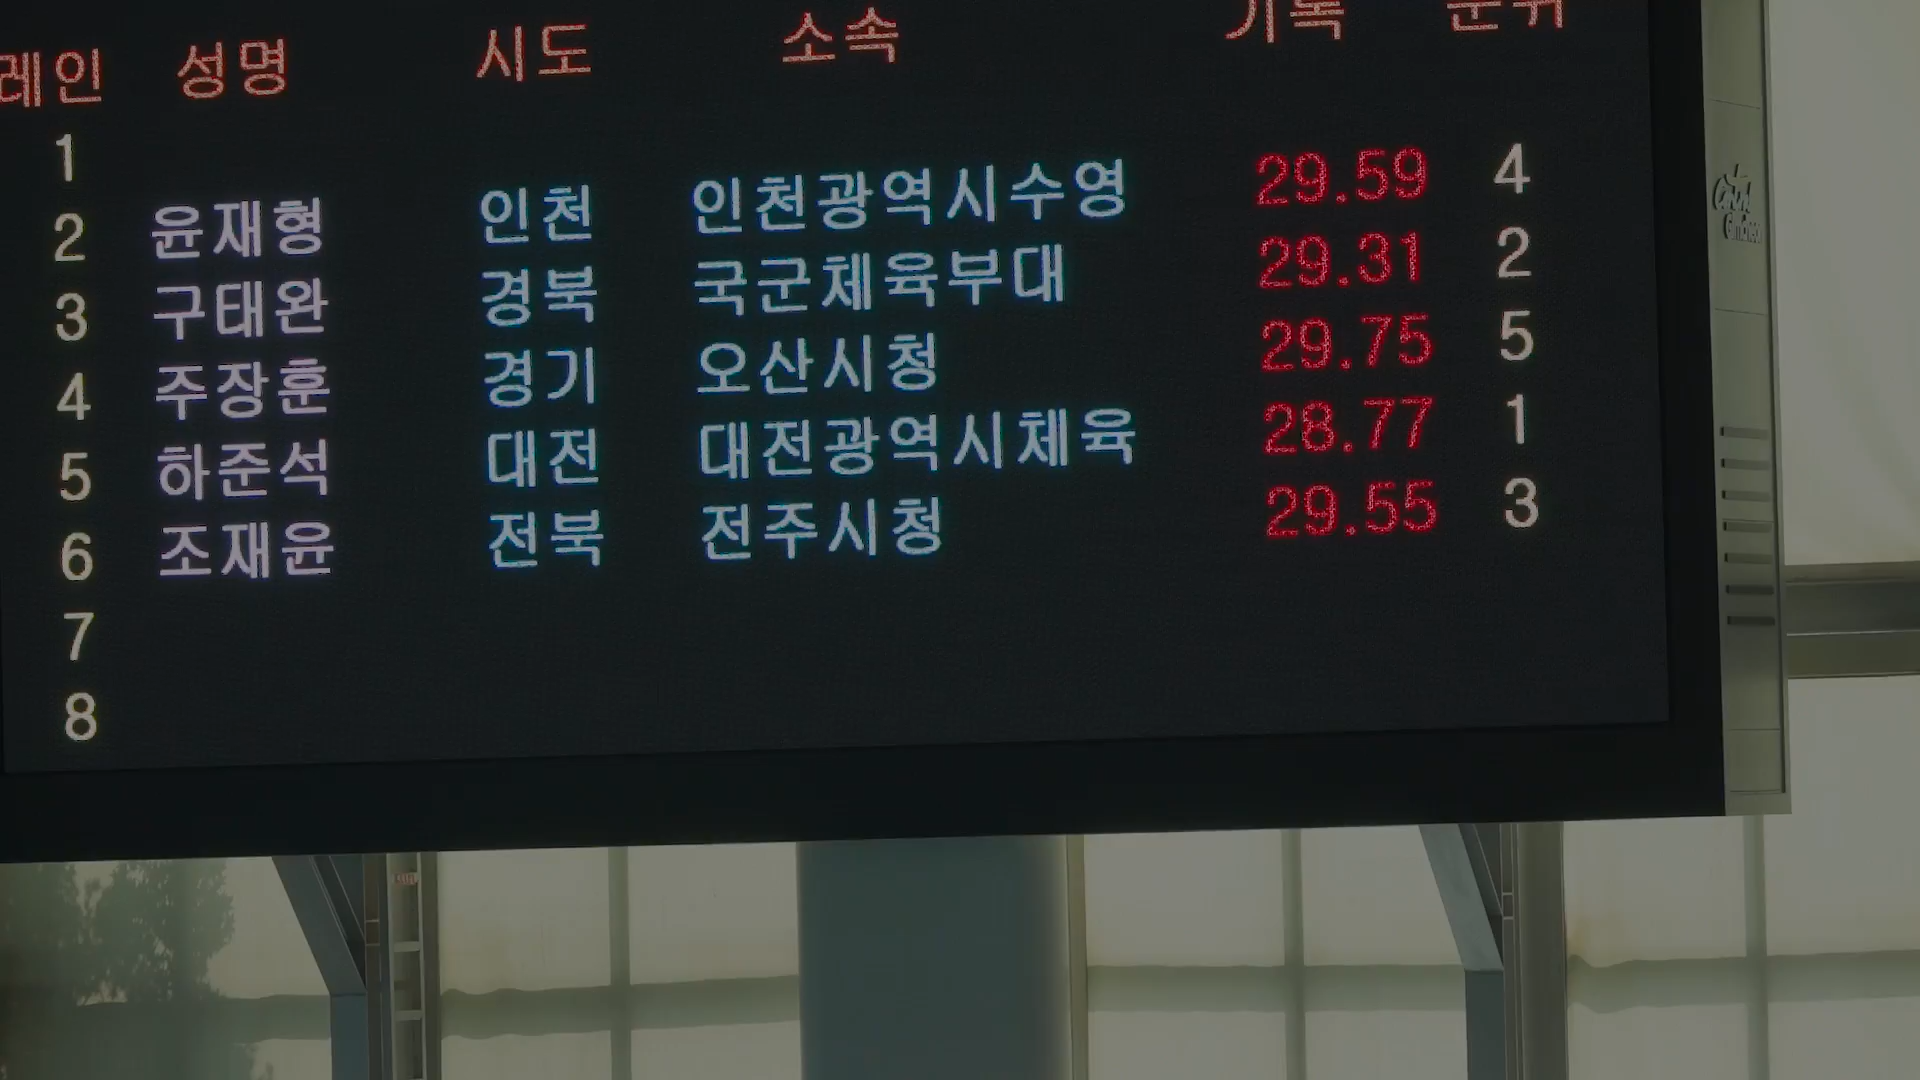 레인 성명 시도 소속 기록 순위
1
2 윤재형 인천 인천광역시수영 29.59 4
3 구태완 경북 국군체육부대 29.31 2
4 주장훈 경기 오산시청 29.75 5
5 하준석 대전 대전광역시체육 28.77 1
6 조재윤 전북 전주시청 29.55 3
7
8